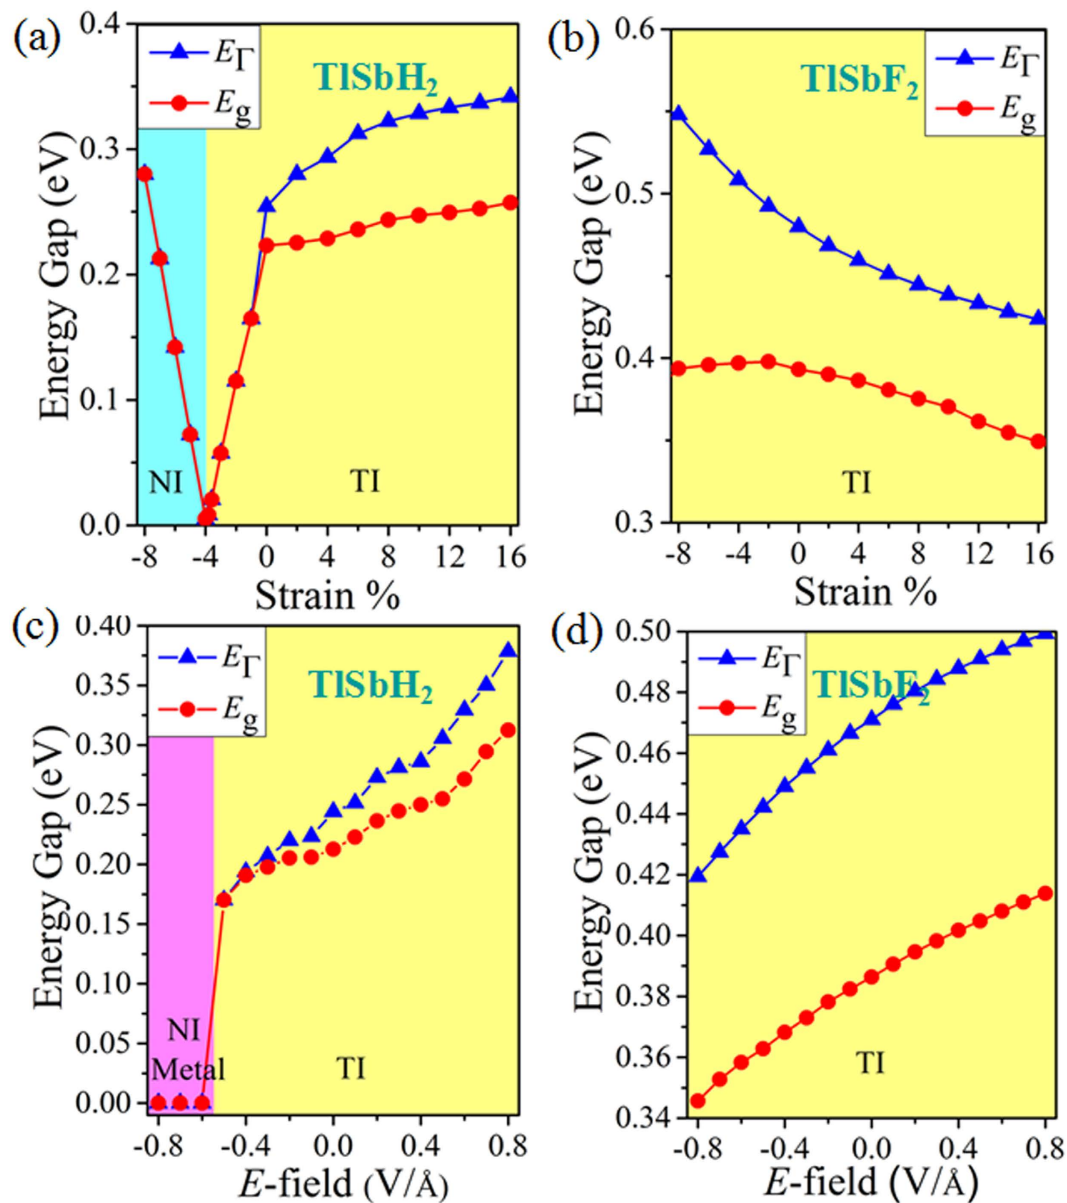 (a)
E_Γ
E_g
TlSbH₂
NI
TI
0.4
0.3
0.2
0.1
0.0
Energy Gap (eV)
-8 -4 0 4 8 12 16
Strain %
(b)
E_Γ
E_g
TlSbF₂
TI
0.6
0.5
0.4
0.3
Energy Gap (eV)
-8 -4 0 4 8 12 16
Strain %
(c)
E_Γ
E_g
TlSbH₂
NI
Metal
TI
0.40
0.35
0.30
0.25
0.20
0.15
0.10
0.05
0.00
Energy Gap (eV)
-0.8 -0.4 0.0 0.4 0.8
E-field (V/Å)
(d)
E_Γ
E_g
TlSbF₂
TI
0.50
0.48
0.46
0.44
0.42
0.40
0.38
0.36
0.34
Energy Gap (eV)
-0.8 -0.4 0.0 0.4 0.8
E-field (V/Å)